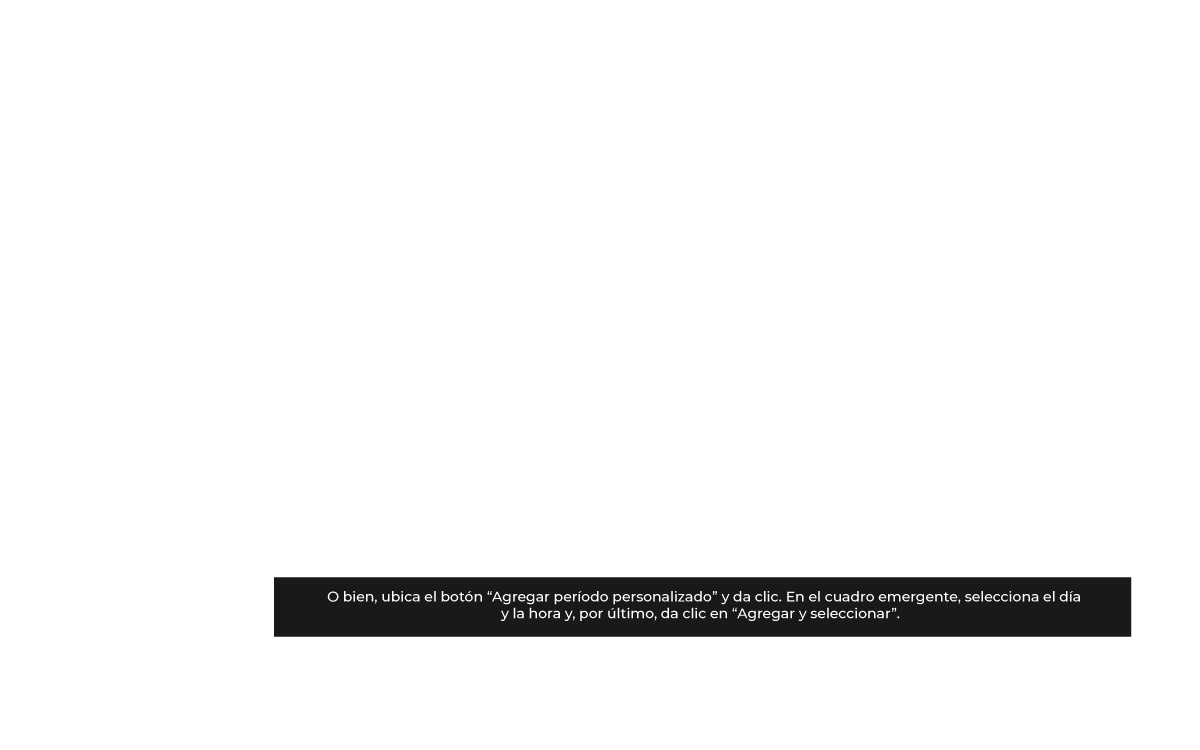 O bien, ubica el botón “Agregar período personalizado” y da clic. En el cuadro emergente, selecciona el día
y la hora y, por último, da clic en “Agregar y seleccionar”.